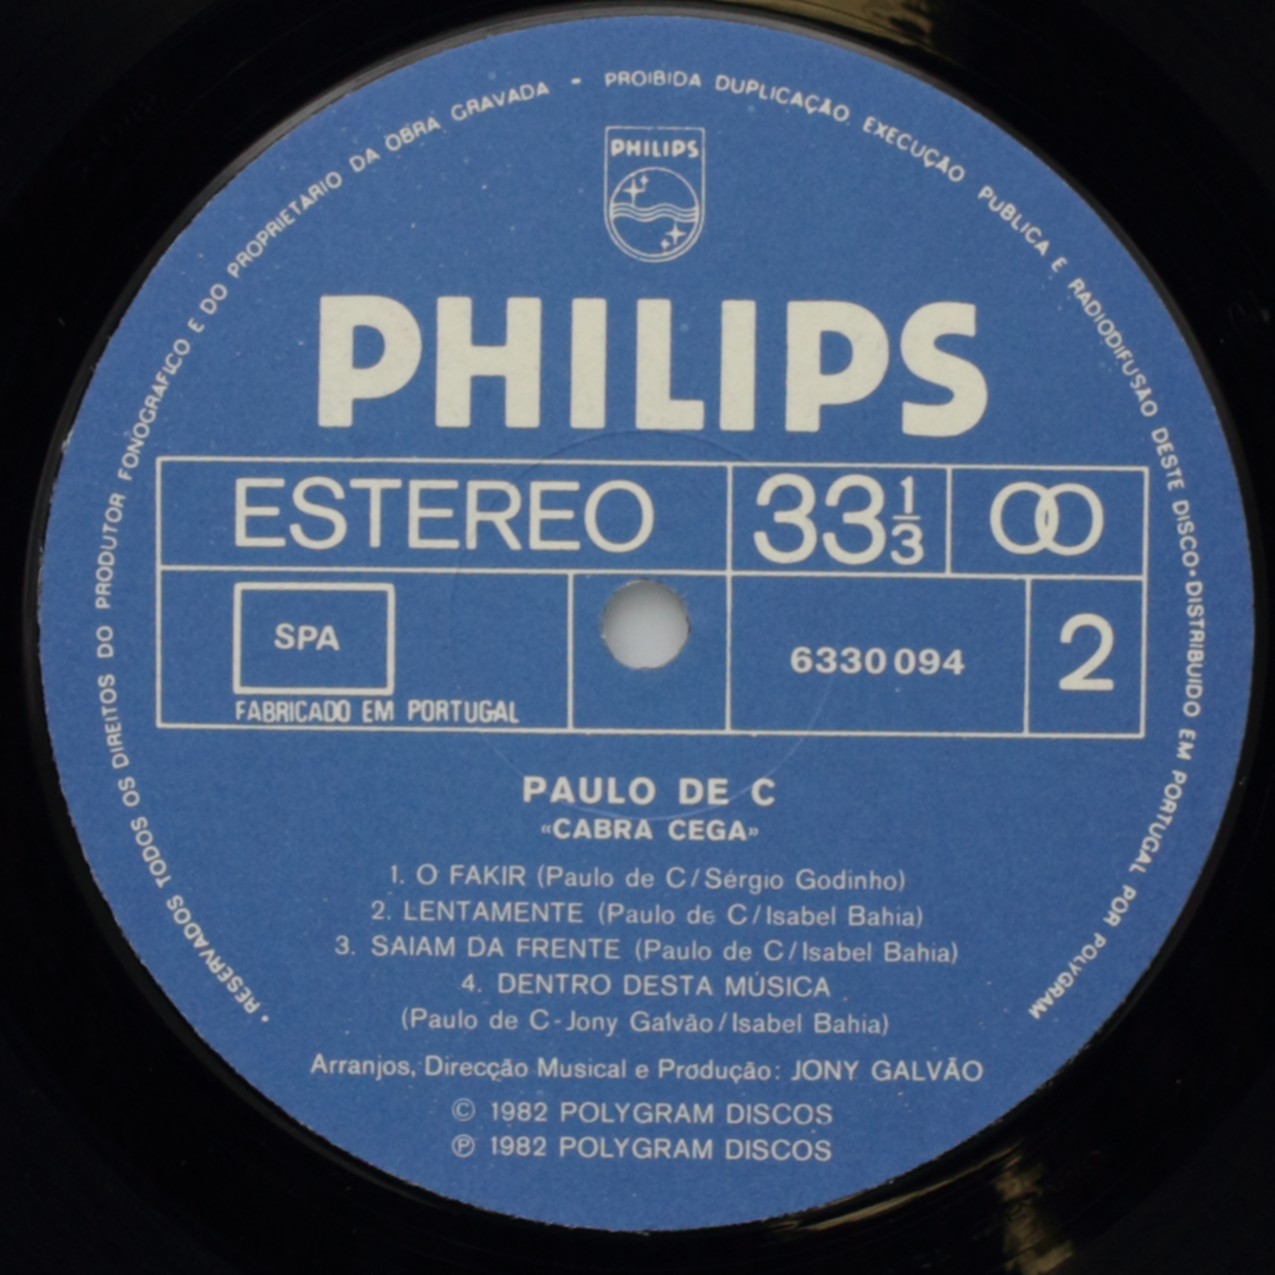 • RESERVADOS TODOS OS DIREITOS DO PRODUTOR FONOGRAFICO E DO PROPRIETARIO DA OBRA GRAVADA - PROIBIDA DUPLICAÇÃO EXECUÇÃO PUBLICA E RADIODIFUSAO DESTE DISCO • DISTRIBUIDO EM PORTUGAL POR POLYGRAM
PHILIPS
PHILIPS
ESTEREO 33 1/3
SPA
6330 094 2
FABRICADO EM PORTUGAL
PAULO DE C
«CABRA CEGA»
1. O FAKIR (Paulo de C/Sérgio Godinho)
2. LENTAMENTE (Paulo de C/Isabel Bahia)
3. SAIAM DA FRENTE (Paulo de C/Isabel Bahia)
4. DENTRO DESTA MÚSICA
(Paulo de C-Jony Galvão/Isabel Bahia)
Arranjos, Direcção Musical e Produção: JONY GALVÃO
© 1982 POLYGRAM DISCOS
℗ 1982 POLYGRAM DISCOS